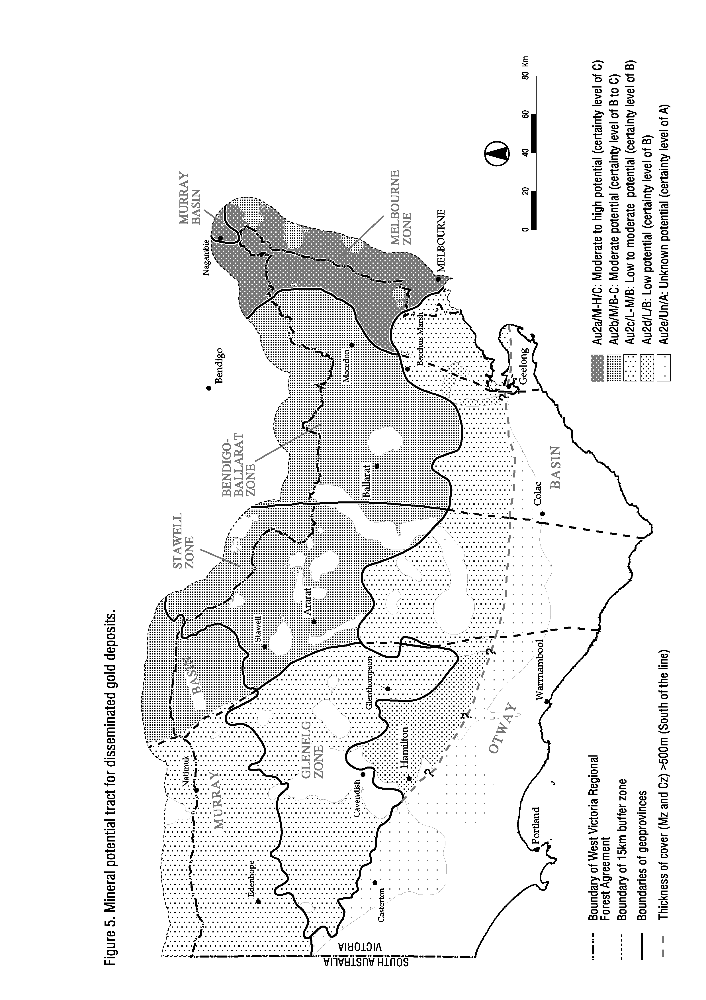 Figure 5. Mineral potential tract for disseminated gold deposits.
MURRAY
BASIN
Nagambie
Bendigo
STAWELL
ZONE
BENDIGO-
BALLARAT
ZONE
MELBOURNE
ZONE
MELBOURNE
Macedon
Bacchus Marsh
Geelong
Ballarat
Ararat
Stawell
BASIN
Natimuk
MURRAY
Edenhope
GLENELG
ZONE
Glenthompson
Cavendish
Hamilton
Casterton
SOUTH AUSTRALIA
VICTORIA
?
?
?
?
OTWAY
BASIN
Colac
Warrnambool
Portland
0 20 40 60 80 Km
Boundary of West Victoria Regional
Forest Agreement
Boundary of 15km buffer zone
Boundaries of geoprovinces
Thickness of cover (Mz and Cz) >500m (South of the line)
Au2a/M-H/C: Moderate to high potential (certainty level of C)
Au2b/M/B-C: Moderate potential (certainty level of B to C)
Au2c/L-M/B: Low to moderate potential (certainty level of B)
Au2d/L/B: Low potential (certainty level of B)
Au2e/Un/A: Unknown potential (certainty level of A)